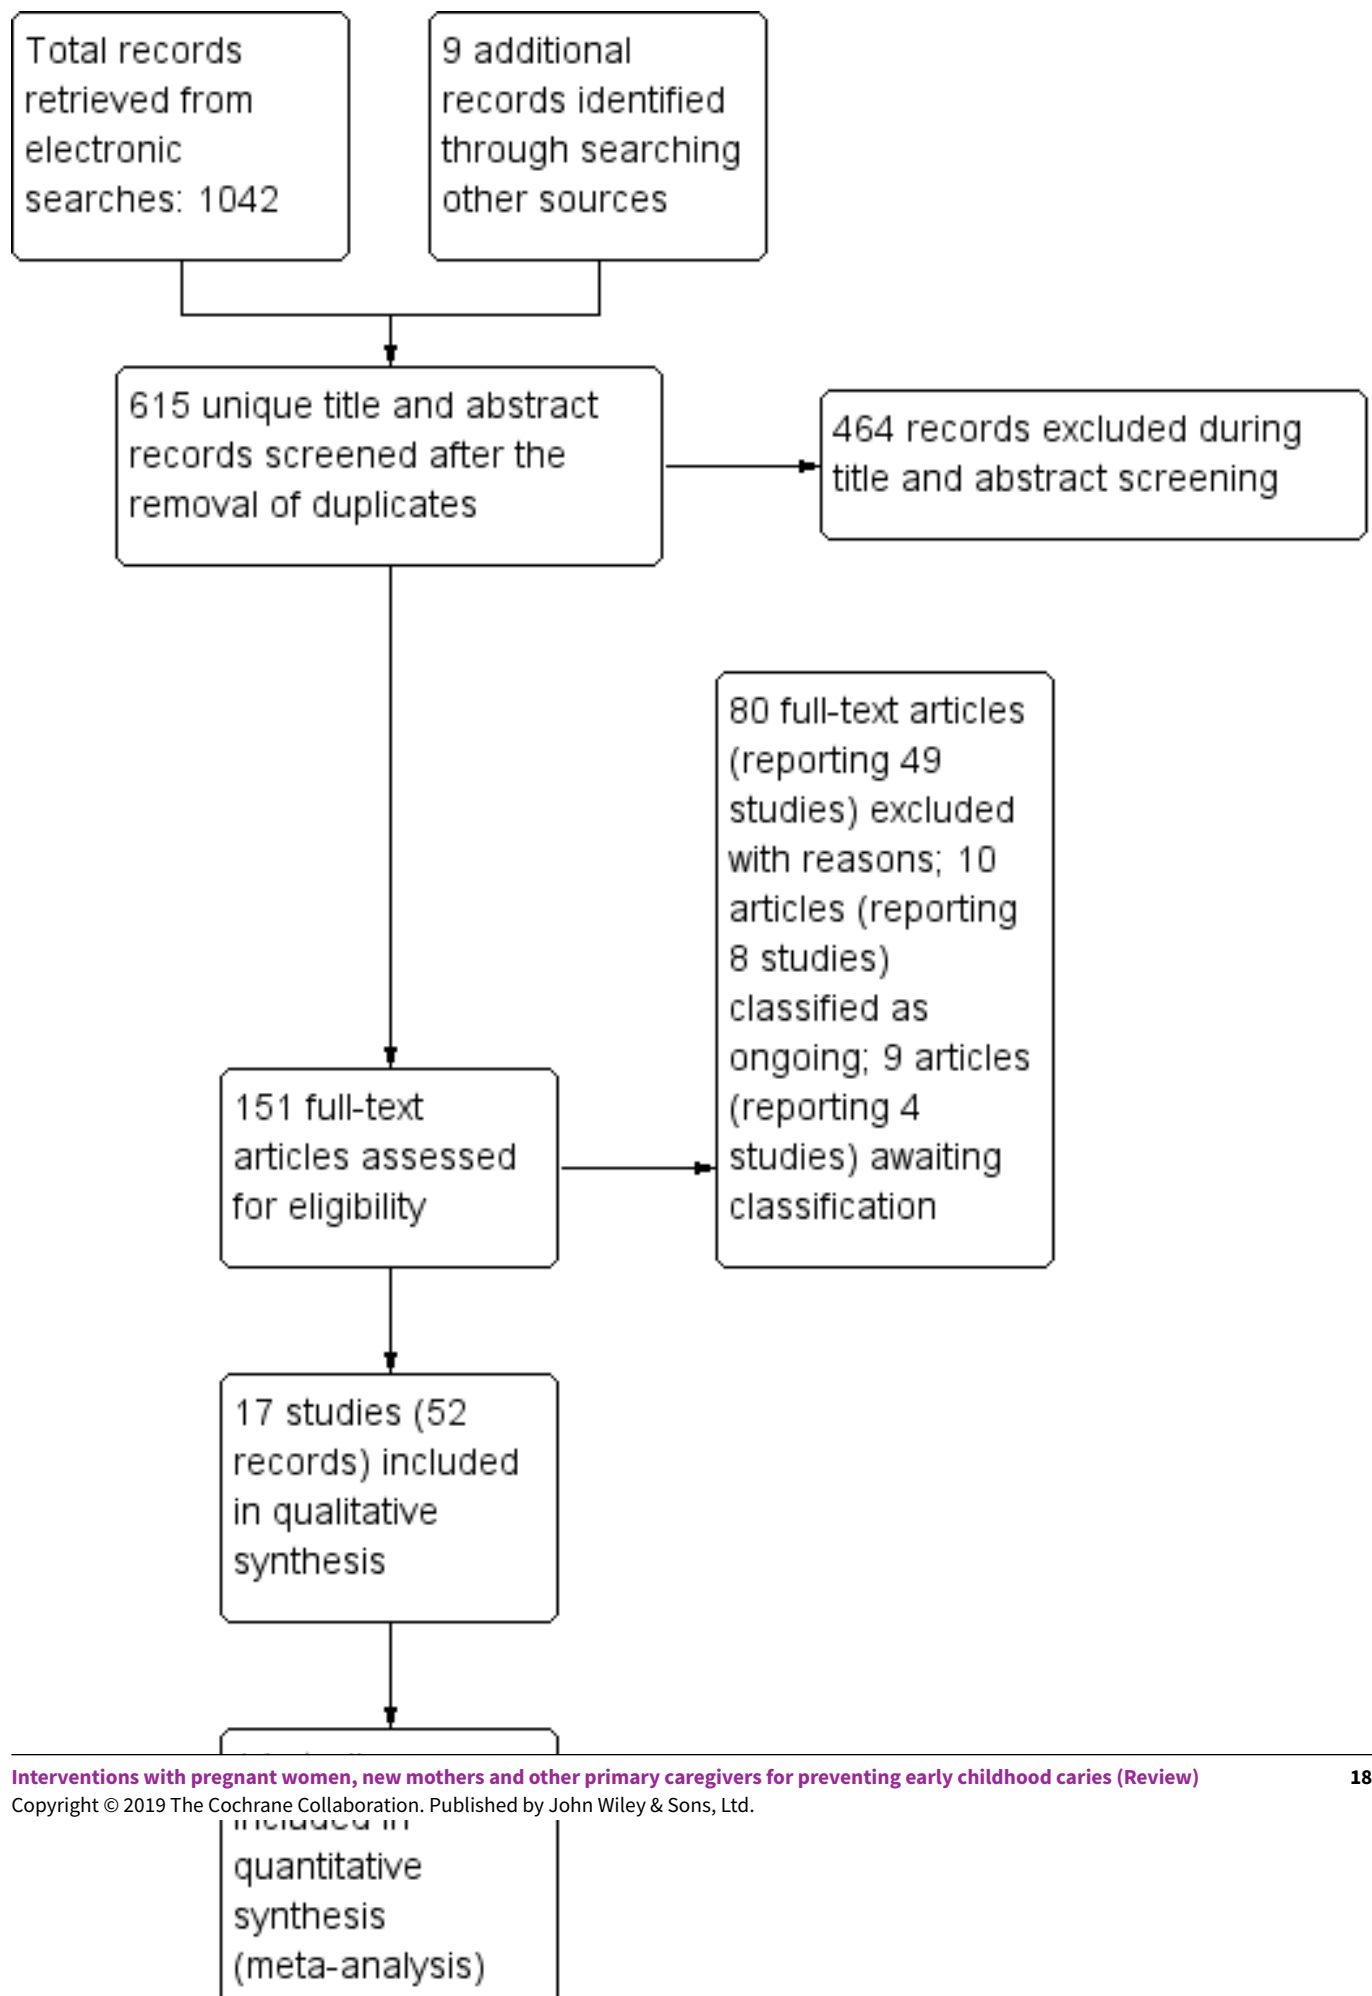 Total records
retrieved from
electronic
searches: 1042
9 additional
records identified
through searching
other sources
615 unique title and abstract
records screened after the
removal of duplicates
464 records excluded during
title and abstract screening
80 full-text articles
(reporting 49
studies) excluded
with reasons; 10
articles (reporting
8 studies)
classified as
ongoing; 9 articles
(reporting 4
studies) awaiting
classification
151 full-text
articles assessed
for eligibility
17 studies (52
records) included
in qualitative
synthesis
Interventions with pregnant women, new mothers and other primary caregivers for preventing early childhood caries (Review) 18
Copyright © 2019 The Cochrane Collaboration. Published by John Wiley & Sons, Ltd.
included in
quantitative
synthesis
(meta-analysis)